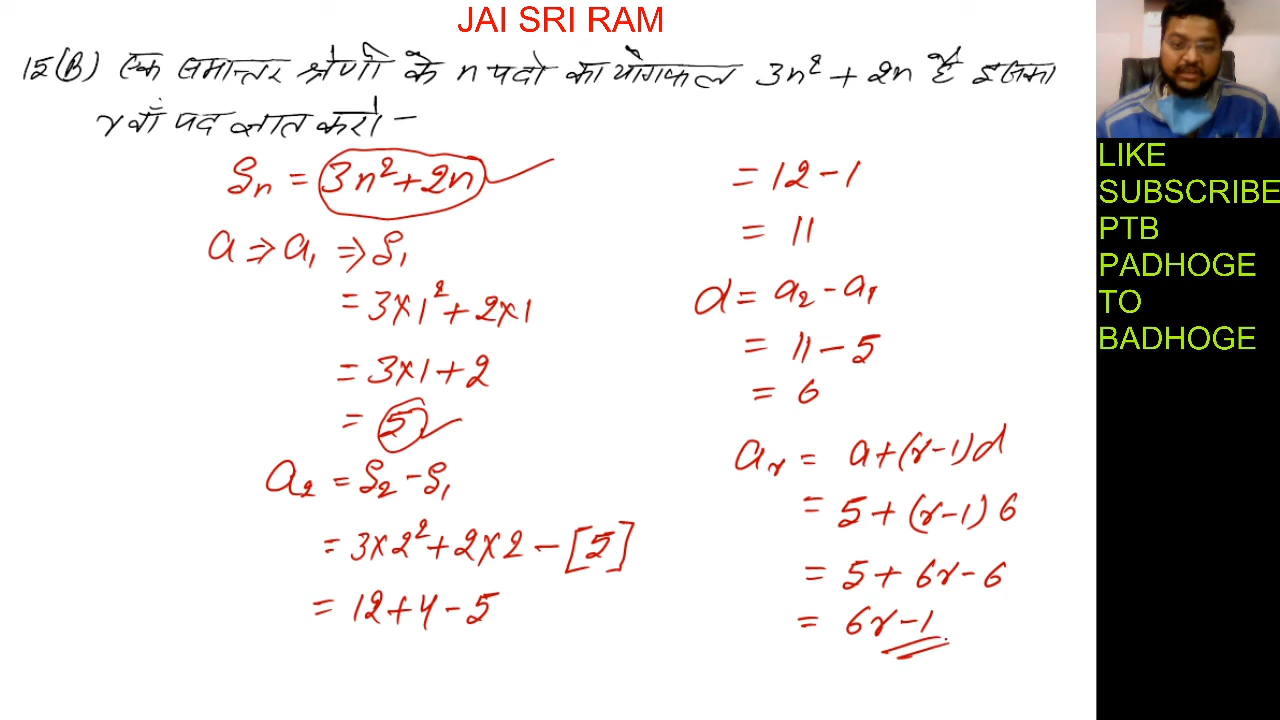 JAI SRI RAM
15(B) एक समान्तर श्रेणी के n पदो का योगफल 3n² + 2n है इसका
r वाँ पद ज्ञात करो -
Sₙ = 3n²+2n
a ⇒ a₁ ⇒ S₁
= 3×1² + 2×1
= 3×1+2
= 5
a₂ = S₂ - S₁
= 3×2² + 2×2 - [5]
= 12+4-5
= 12-1
= 11
d = a₂ - a₁
= 11 - 5
= 6
aᵣ = a+(r-1)d
= 5+(r-1)6
= 5+6r-6
= 6r-1
LIKE
SUBSCRIBE
PTB
PADHOGE
TO
BADHOGE